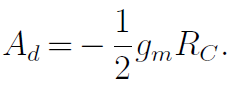 $A_d = -\frac{1}{2} g_m R_C.$